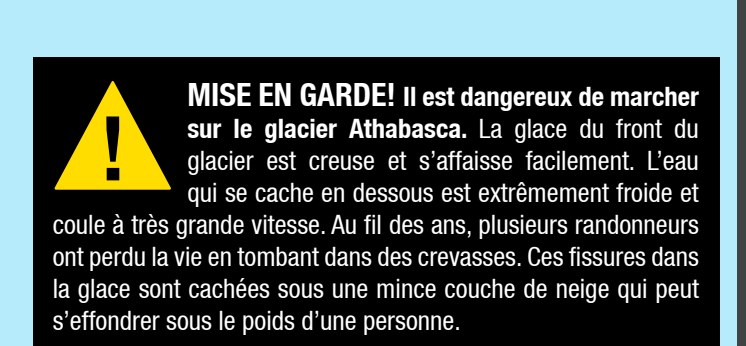 MISE EN GARDE! Il est dangereux de marcher
sur le glacier Athabasca. La glace du front du
glacier est creuse et s’affaisse facilement. L’eau
qui se cache en dessous est extrêmement froide et
coule à très grande vitesse. Au fil des ans, plusieurs randonneurs
ont perdu la vie en tombant dans des crevasses. Ces fissures dans
la glace sont cachées sous une mince couche de neige qui peut
s’effondrer sous le poids d’une personne.